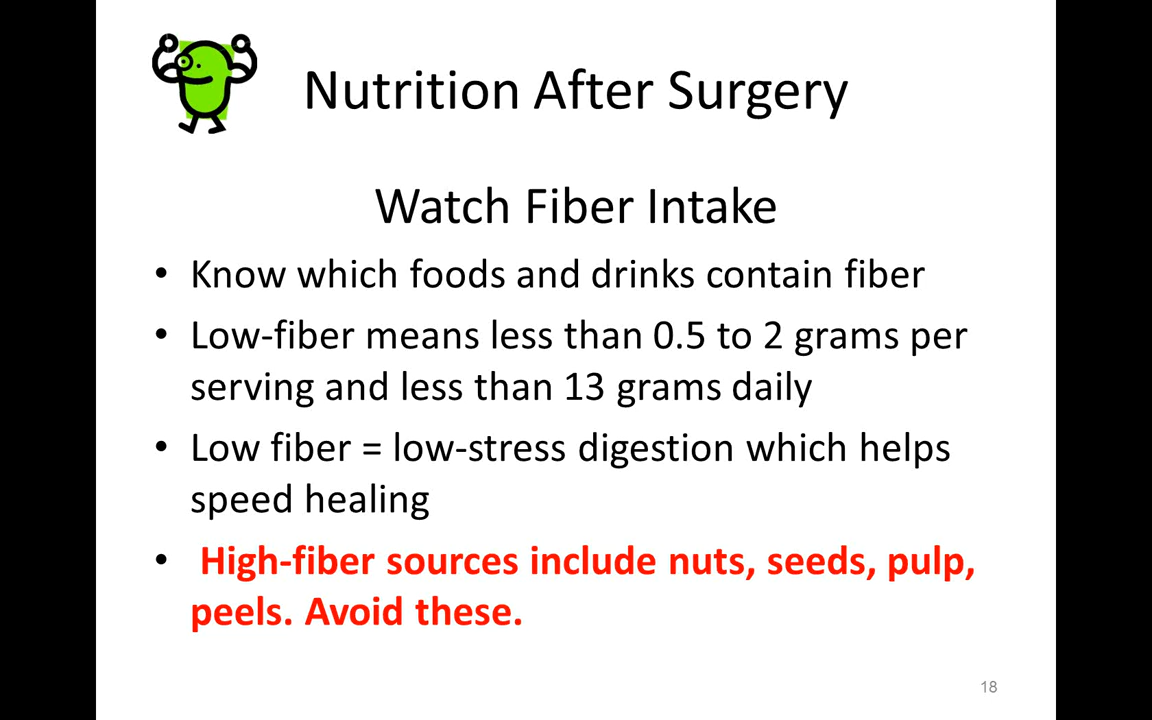 Nutrition After Surgery
Watch Fiber Intake
• Know which foods and drinks contain fiber
• Low-fiber means less than 0.5 to 2 grams per
serving and less than 13 grams daily
• Low fiber = low-stress digestion which helps
speed healing
• High-fiber sources include nuts, seeds, pulp,
peels. Avoid these.
18